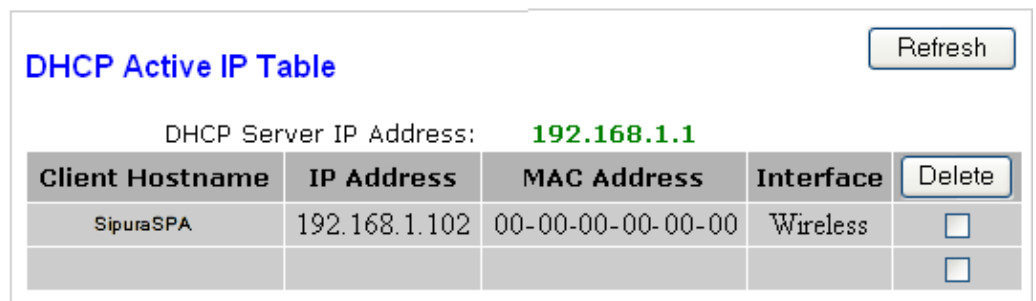 Refresh
DHCP Active IP Table
DHCP Server IP Address: 192.168.1.1
Client Hostname IP Address MAC Address Interface Delete
SipuraSPA 192.168.1.102 00-00-00-00-00-00 Wireless